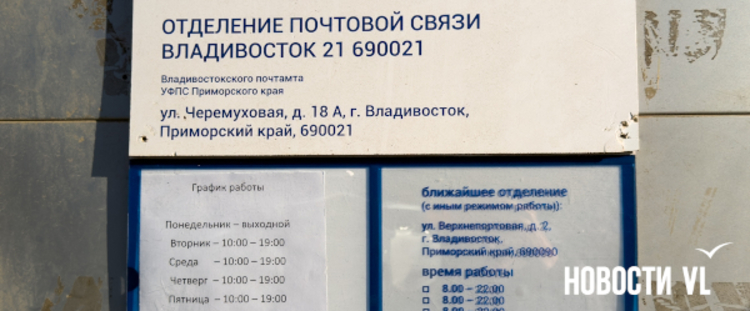 ОТДЕЛЕНИЕ ПОЧТОВОЙ СВЯЗИ
ВЛАДИВОСТОК 21 690021
Владивостокского почтамта
УФПС Приморского края
ул. Черемуховая, д. 18 А, г. Владивосток,
Приморский край, 690021
График работы
Понедельник – выходной
Вторник – 10:00 – 19:00
Среда – 10:00 – 19:00
Четверг – 10:00 – 19:00
Пятница – 10:00 – 19:00
ближайшее отделение
(с иным режимом работы):
ул. Верхнепортовая, д. 2,
г. Владивосток,
Приморский край, 690090
время работы
8.00 – 22.00
8.00 – 22.00
НОВОСТИ VL